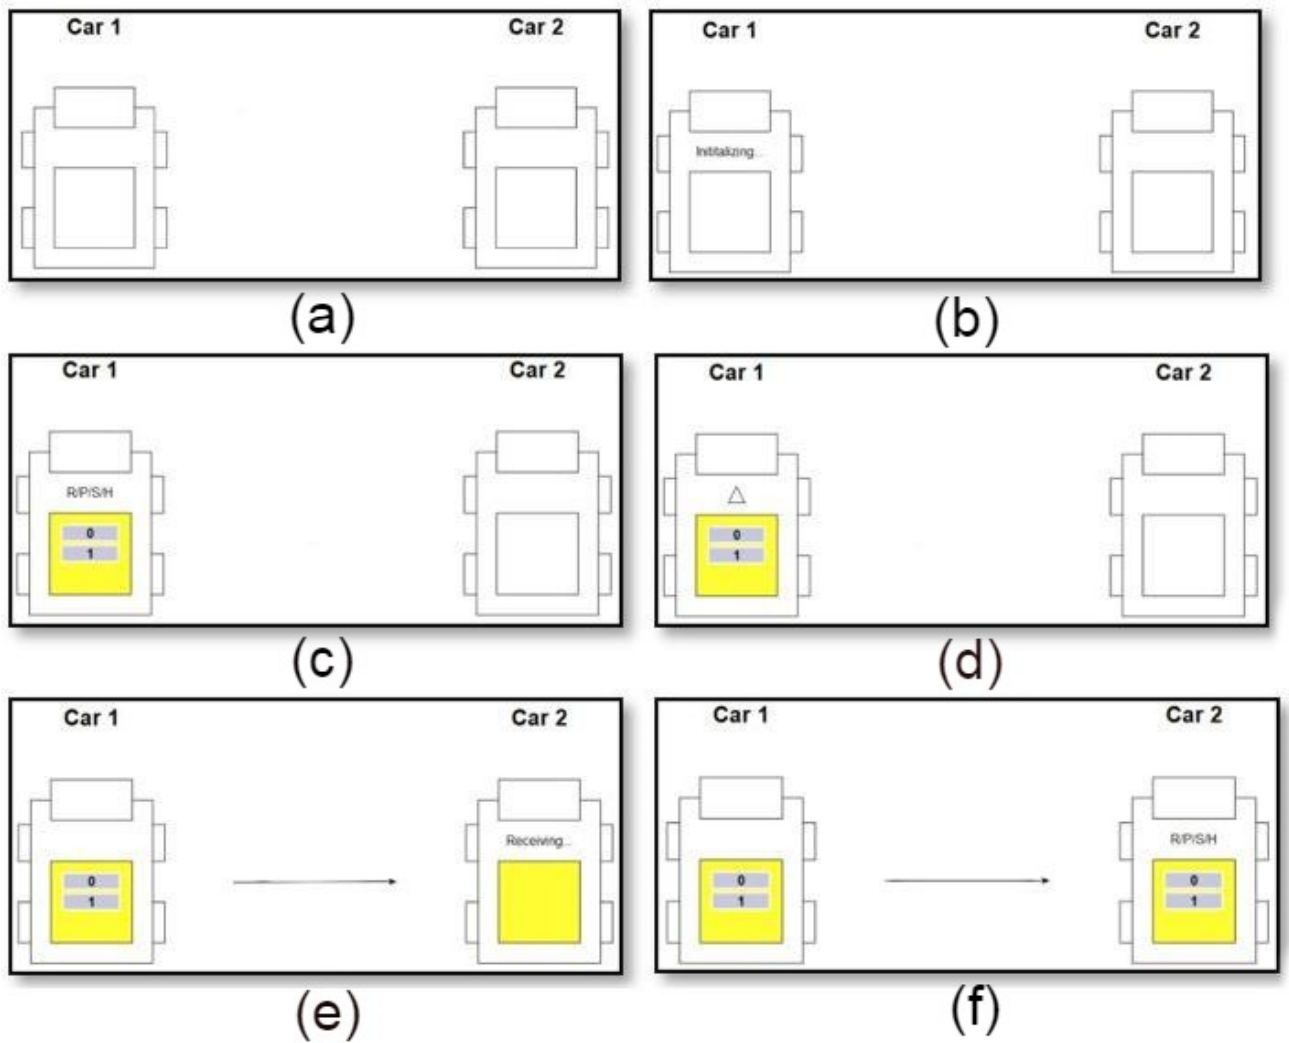 Car 1 Car 2
(a)
Car 1 Car 2
Inititalizing...
(b)
Car 1 Car 2
R/P/S/H
0
1
(c)
Car 1 Car 2
△
0
1
(d)
Car 1 Car 2
Receiving...
0
1
(e)
Car 1 Car 2
R/P/S/H
0 0
1 1
(f)